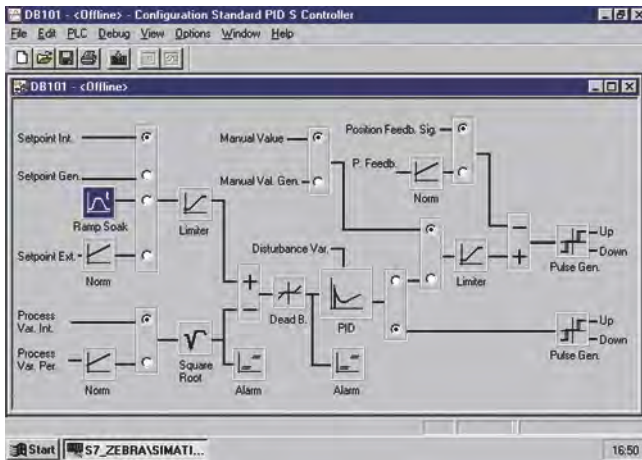 DB101 - <Offline> - Configuration Standard PID S Controller
File Edit PLC Debug View Options Window Help
DB101 - <Offline>
Setpoint Int.
Manual Value
Position Feedb. Sig.
P. Feedb.
Setpoint Gen.
Manual Val. Gen.
Norm
Ramp Soak
Limiter
Up
Down
Disturbance Var.
Setpoint Ext.
Limiter
Pulse Gen.
Norm
Dead B.
PID
Process
Var. Int.
Up
Down
Process
Var. Per.
Square
Root
Pulse Gen.
Norm
Alarm
Alarm
Start
S7_ZEBRA\SIMATI...
16:50